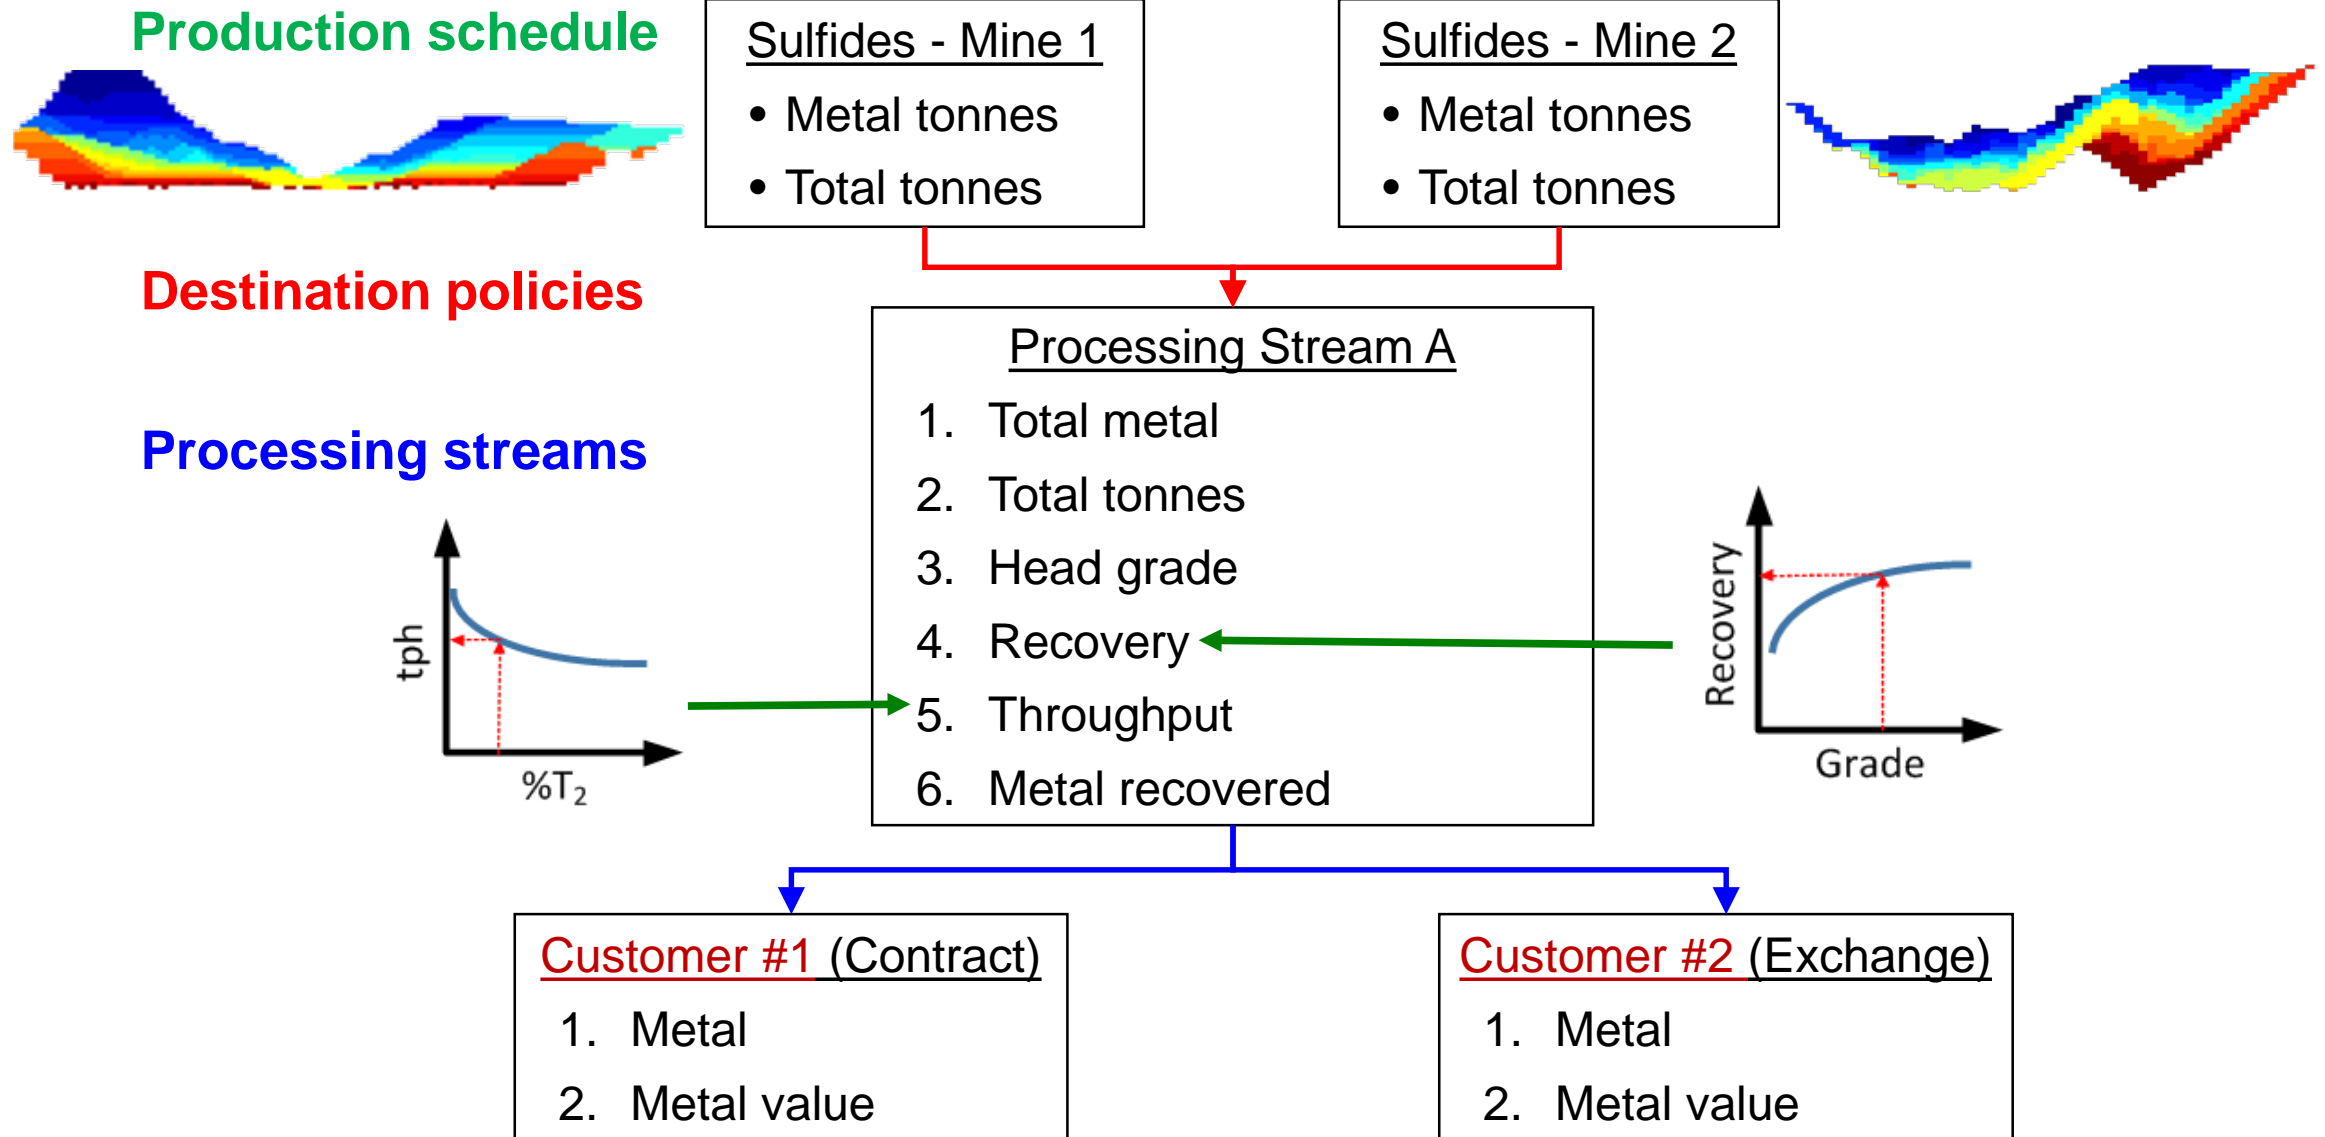 Production schedule
Sulfides - Mine 1
• Metal tonnes
• Total tonnes
Sulfides - Mine 2
• Metal tonnes
• Total tonnes
Destination policies
Processing streams
Processing Stream A
1. Total metal
2. Total tonnes
3. Head grade
4. Recovery
5. Throughput
6. Metal recovered
tph
%T₂
Recovery
Grade
Customer #1 (Contract)
1. Metal
2. Metal value
Customer #2 (Exchange)
1. Metal
2. Metal value